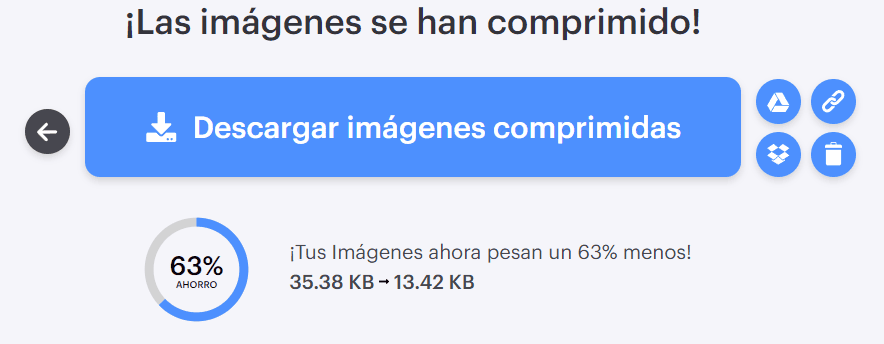 ¡Las imágenes se han comprimido!
Descargar imágenes comprimidas
63%
AHORRO
¡Tus Imágenes ahora pesan un 63% menos!
35.38 KB ➞ 13.42 KB